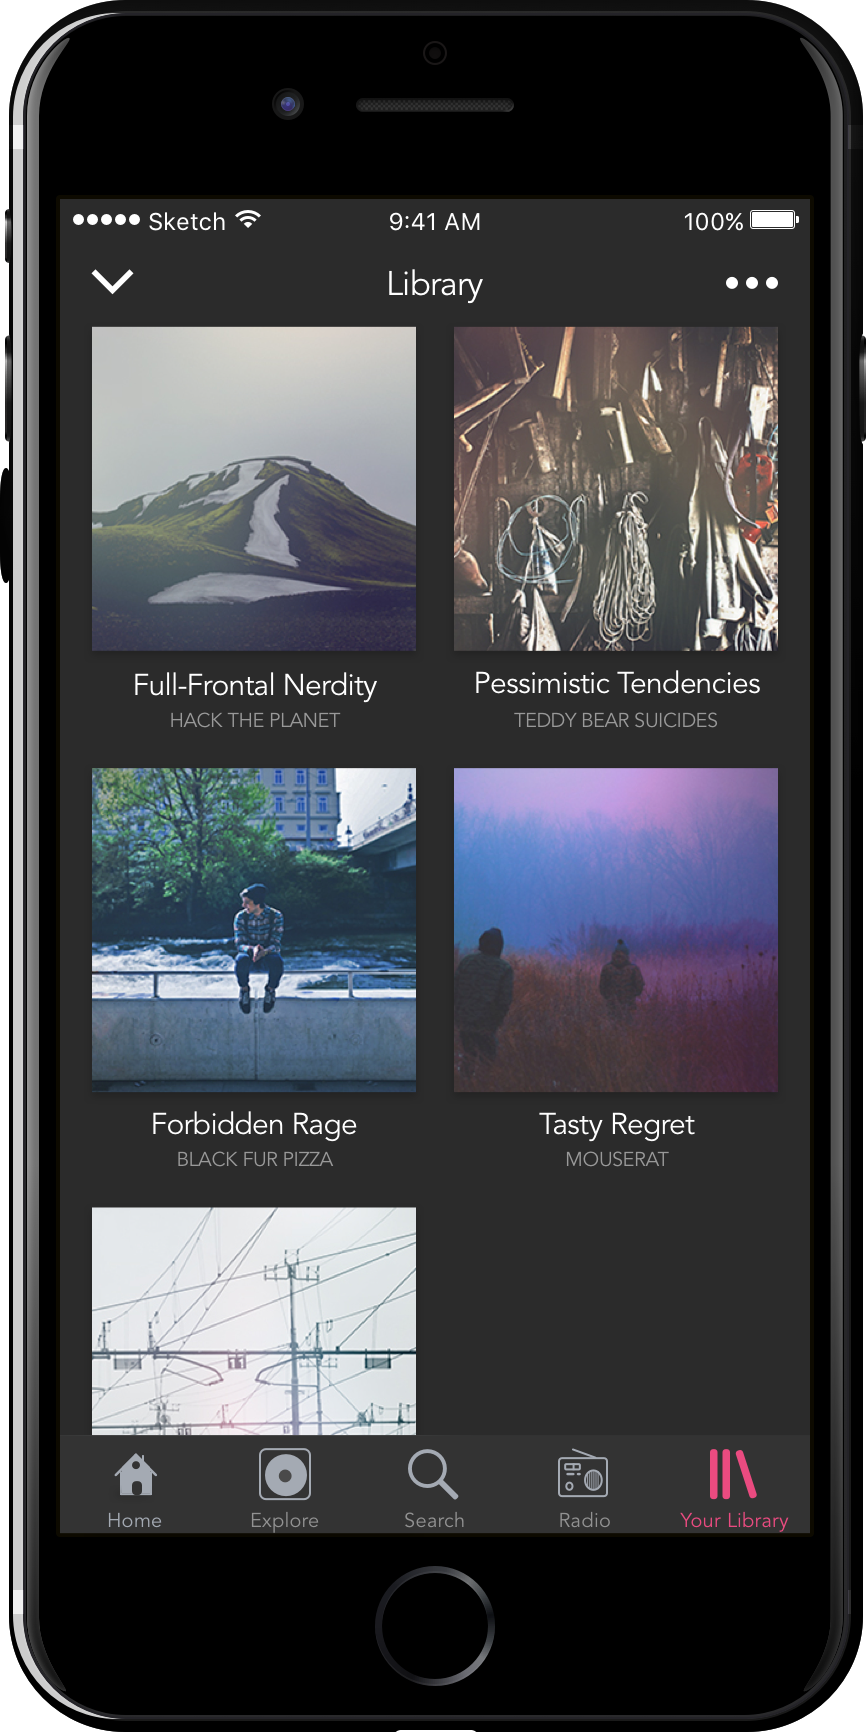 Sketch 9:41 AM 100%
Library
Full-Frontal Nerdity
HACK THE PLANET
Pessimistic Tendencies
TEDDY BEAR SUICIDES
Forbidden Rage
BLACK FUR PIZZA
Tasty Regret
MOUSERAT
Home Explore Search Radio Your Library